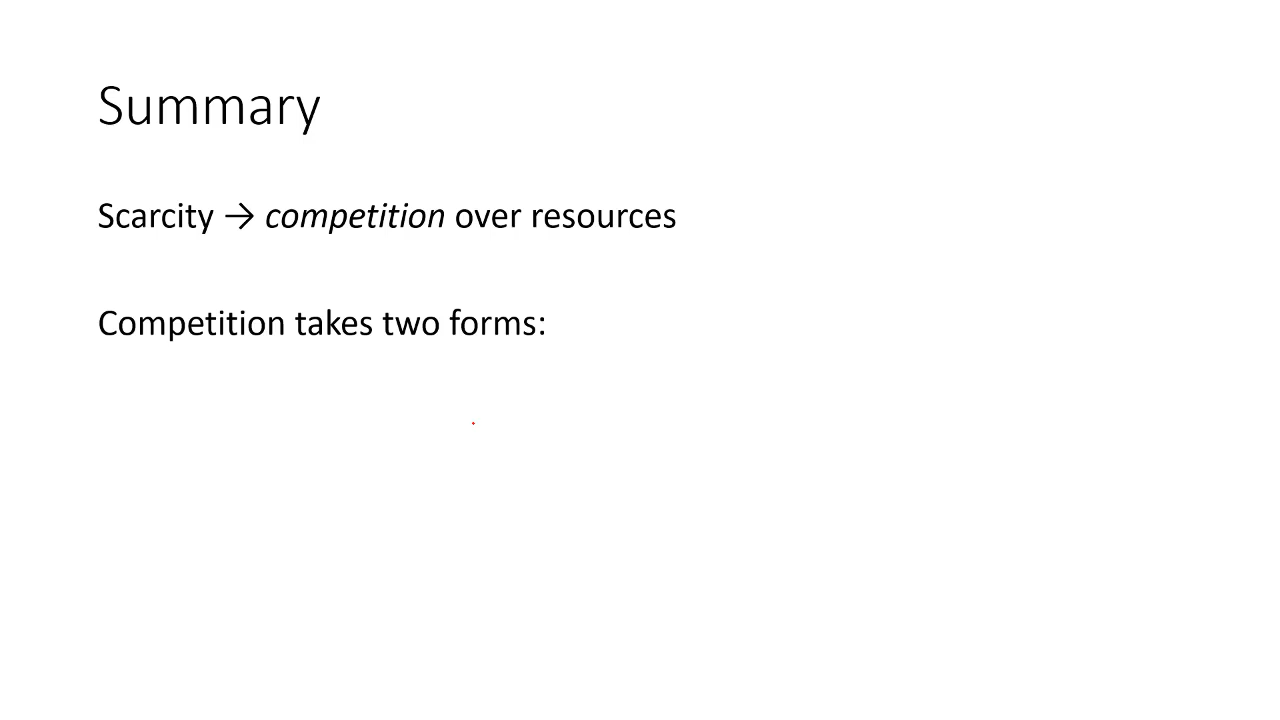 Summary
Scarcity → competition over resources
Competition takes two forms: